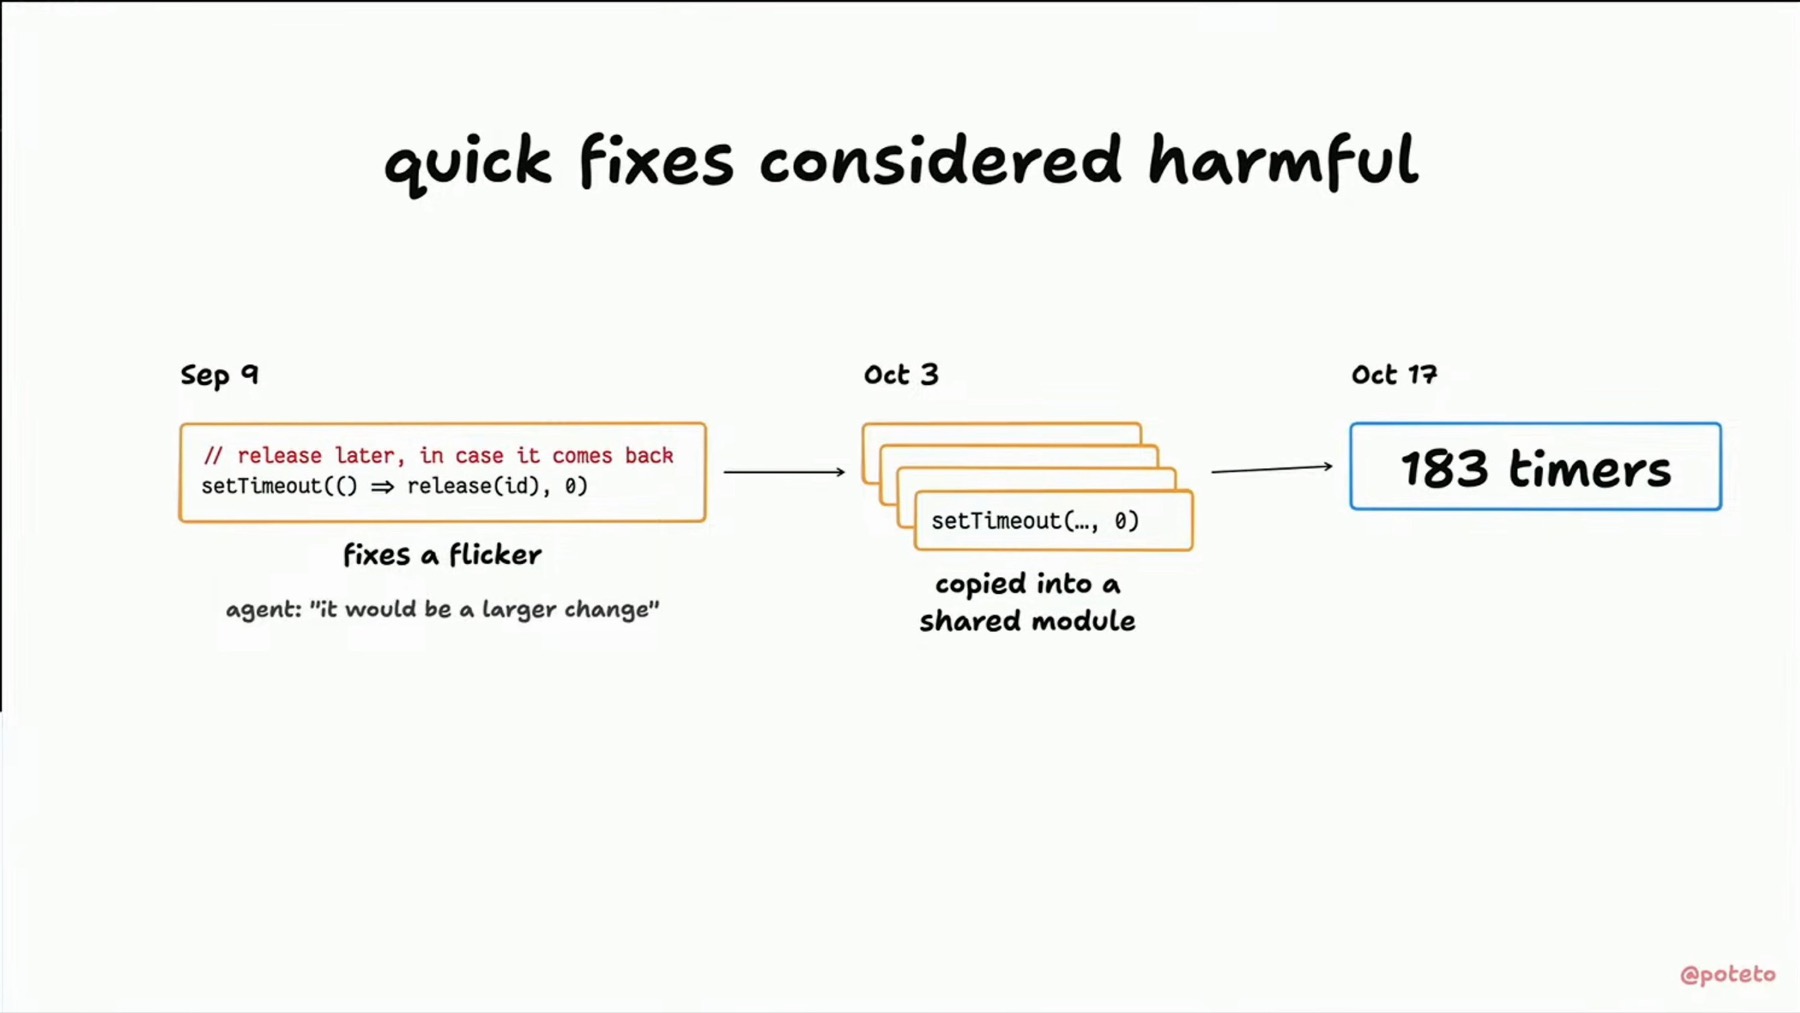 quick fixes considered harmful
Sep 9
// release later, in case it comes back
setTimeout(() => release(id), 0)
fixes a flicker
agent: "it would be a larger change"
Oct 3
setTimeout(…, 0)
copied into a
shared module
Oct 17
183 timers
@poteto